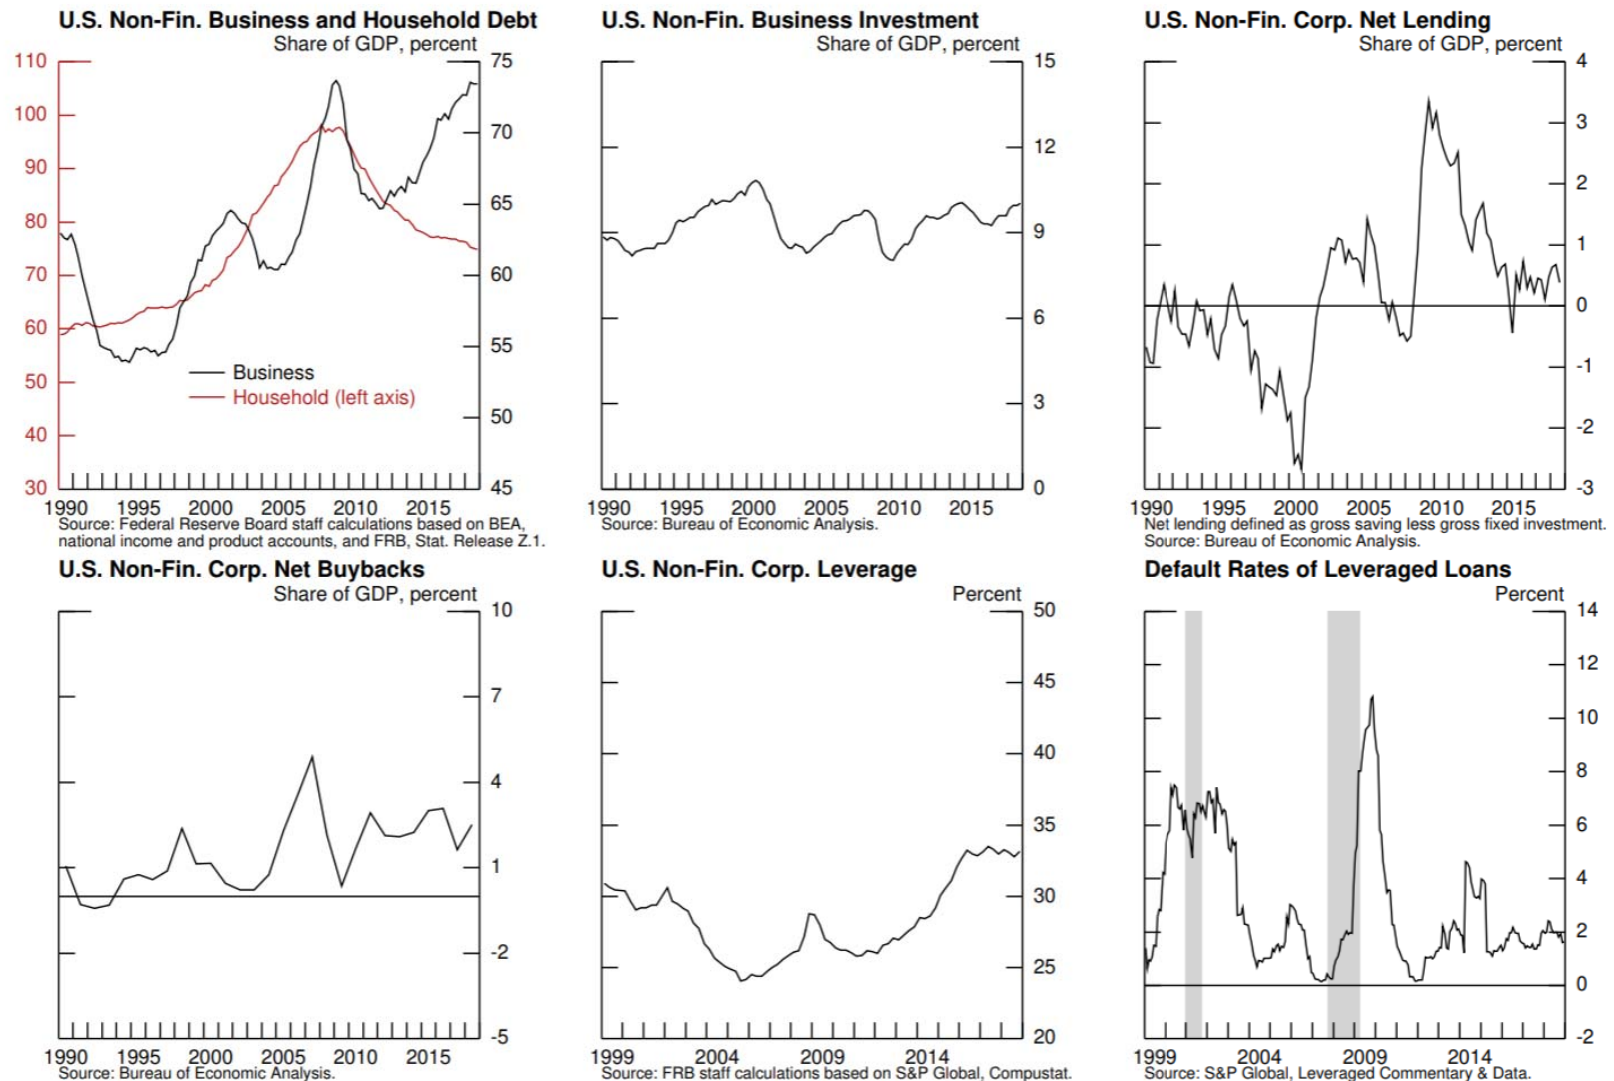 U.S. Non-Fin. Business and Household Debt
Share of GDP, percent
110
100
90
80
70
60
50
40
30
75
70
65
60
55
50
45
Business
Household (left axis)
1990 1995 2000 2005 2010 2015
Source: Federal Reserve Board staff calculations based on BEA,
national income and product accounts, and FRB, Stat. Release Z.1.
U.S. Non-Fin. Business Investment
Share of GDP, percent
15
12
9
6
3
0
1990 1995 2000 2005 2010 2015
Source: Bureau of Economic Analysis.
U.S. Non-Fin. Corp. Net Lending
Share of GDP, percent
4
3
2
1
0
-1
-2
-3
1990 1995 2000 2005 2010 2015
Net lending defined as gross saving less gross fixed investment.
Source: Bureau of Economic Analysis.
U.S. Non-Fin. Corp. Net Buybacks
Share of GDP, percent
10
7
4
1
-2
-5
1990 1995 2000 2005 2010 2015
Source: Bureau of Economic Analysis.
U.S. Non-Fin. Corp. Leverage
Percent
50
45
40
35
30
25
20
1999 2004 2009 2014
Source: FRB staff calculations based on S&P Global, Compustat.
Default Rates of Leveraged Loans
Percent
14
12
10
8
6
4
2
0
-2
1999 2004 2009 2014
Source: S&P Global, Leveraged Commentary & Data.